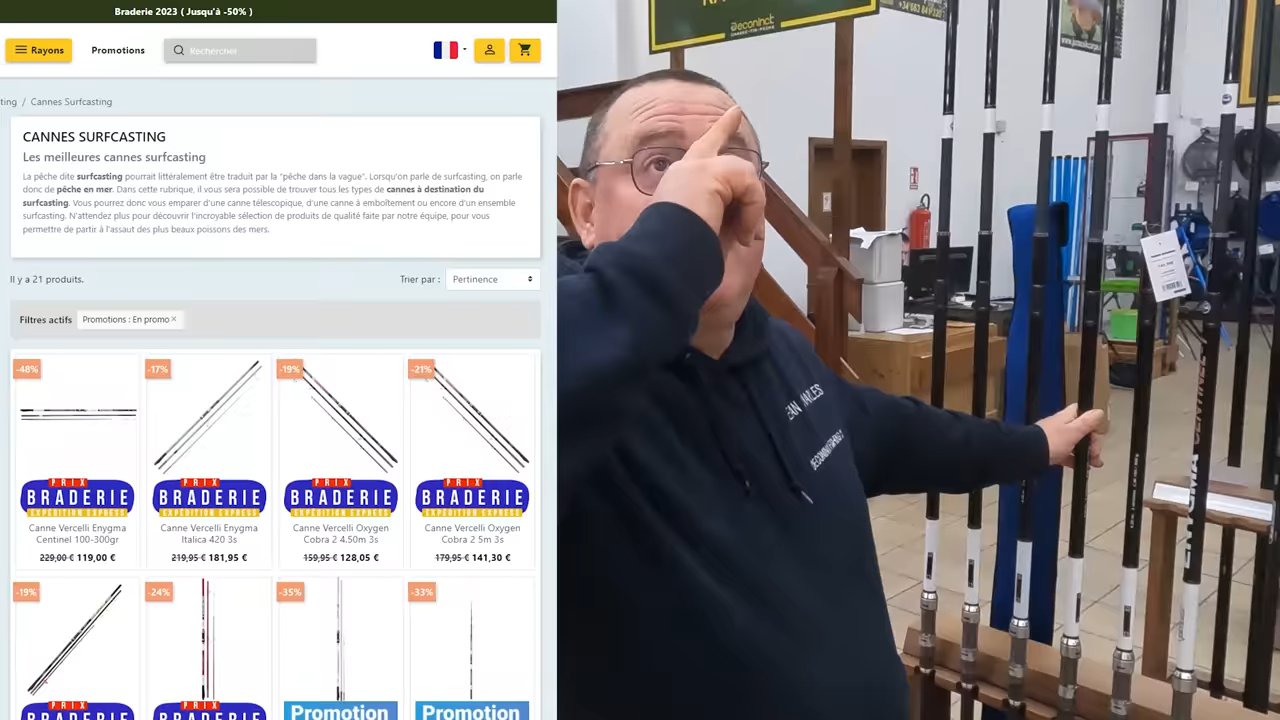 Braderie 2023 ( Jusqu'à -50% )
Rayons
Promotions
Rechercher
ting / Cannes Surfcasting
CANNES SURFCASTING
Les meilleures cannes surfcasting
La pêche dite surfcasting pourrait littéralement être traduit par la "pêche dans la vague". Lorsqu'on parle de surfcasting, on parle
donc de pêche en mer. Dans cette rubrique, il vous sera possible de trouver tous les types de cannes à destination du
surfcasting. Vous pourrez donc vous emparer d'une canne télescopique, d'une canne à emboîtement ou encore d'un ensemble
surfcasting. N'attendez plus pour découvrir l'incroyable sélection de produits de qualité faite par notre équipe, pour vous
permettre de partir à l'assaut des plus beaux poissons des mers.
Il y a 21 produits.
Trier par :
Pertinence
Filtres actifs
Promotions : En promo ×
-48%
-17%
-19%
-21%
PRIX
BRADERIE
EXPEDITION EXPRESS
PRIX
BRADERIE
EXPEDITION EXPRESS
PRIX
BRADERIE
EXPEDITION EXPRESS
PRIX
BRADERIE
EXPEDITION EXPRESS
Canne Vercelli Enygma
Centinel 100-300gr
229,00 € 119,00 €
Canne Vercelli Enygma
Italica 420 3s
219,95 € 181,95 €
Canne Vercelli Oxygen
Cobra 2 4.50m 3s
159,95 € 128,05 €
Canne Vercelli Oxygen
Cobra 2 5m 3s
179,95 € 141,30 €
-19%
-24%
-35%
-33%
PRIX
BRADERIE
PRIX
BRADERIE
Promotion
Promotion
Deconinct
ENYGMA CENTINEL